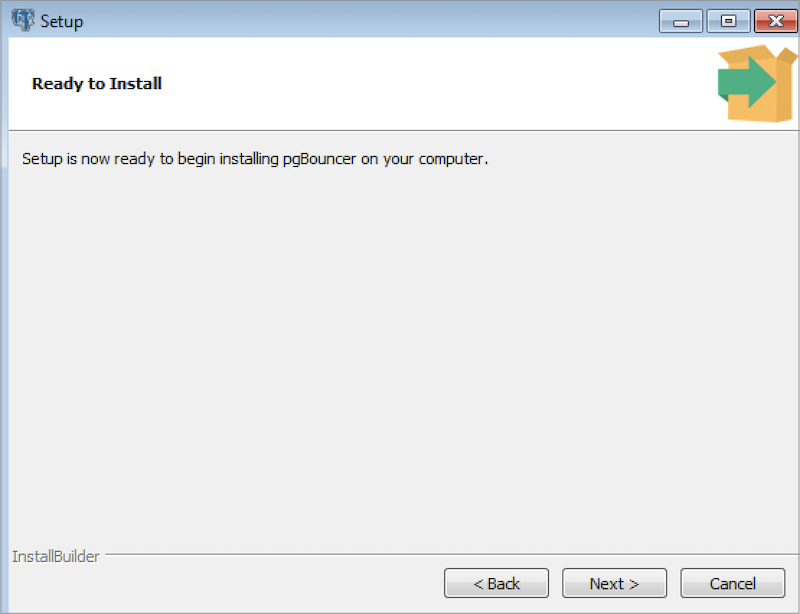 Setup
Ready to Install
Setup is now ready to begin installing pgBouncer on your computer.
InstallBuilder
< Back
Next >
Cancel